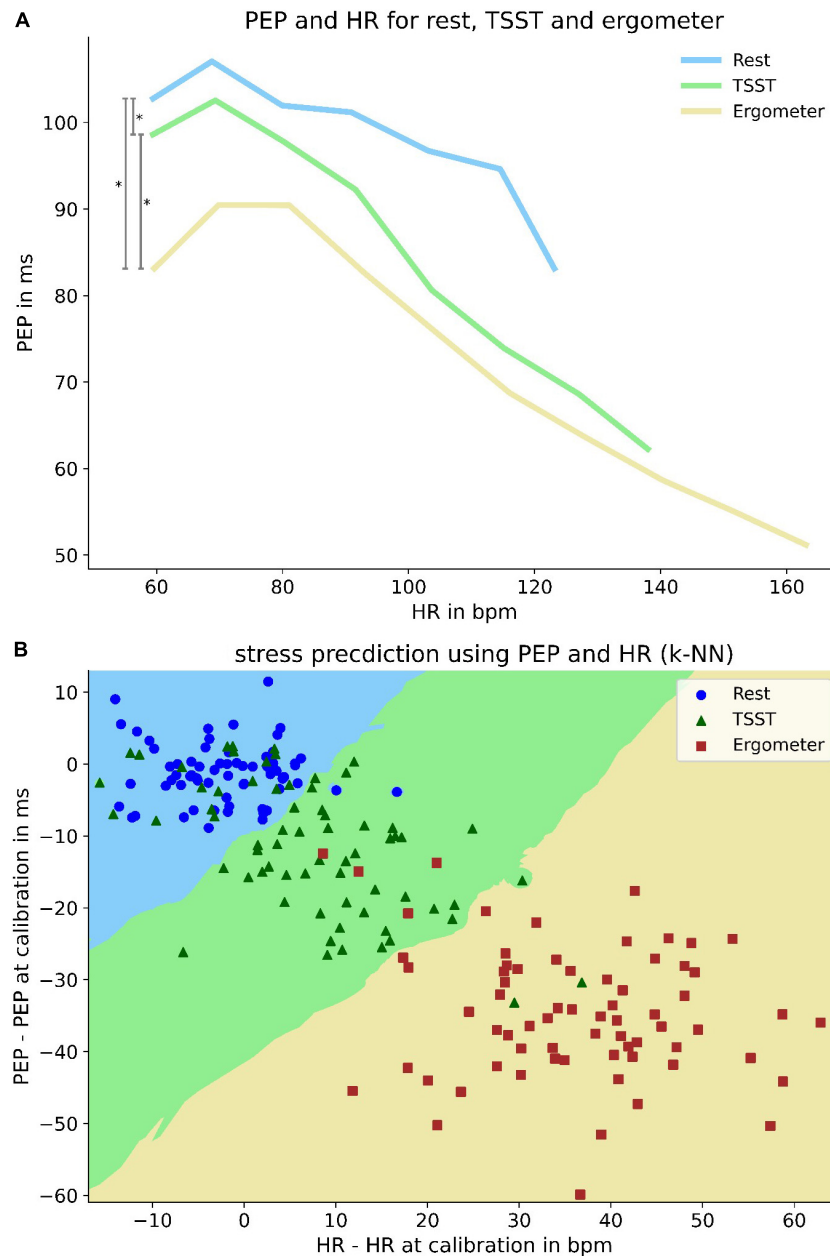 A
PEP and HR for rest, TSST and ergometer
Rest
TSST
Ergometer
100
90
80
70
60
50
PEP in ms
*
*
*
60
80
100
120
140
160
HR in bpm
B
stress precdiction using PEP and HR (k-NN)
Rest
TSST
Ergometer
10
0
−10
−20
−30
−40
−50
−60
PEP - PEP at calibration in ms
−10
0
10
20
30
40
50
60
HR - HR at calibration in bpm